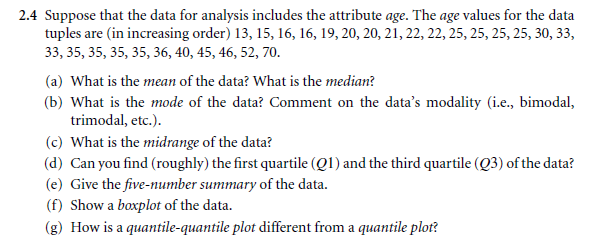 2.4 Suppose that the data for analysis includes the attribute age. The age values for the data
tuples are (in increasing order) 13, 15, 16, 16, 19, 20, 20, 21, 22, 22, 25, 25, 25, 25, 30, 33,
33, 35, 35, 35, 35, 36, 40, 45, 46, 52, 70.
(a) What is the mean of the data? What is the median?
(b) What is the mode of the data? Comment on the data's modality (i.e., bimodal,
trimodal, etc.).
(c) What is the midrange of the data?
(d) Can you find (roughly) the first quartile (Q1) and the third quartile (Q3) of the data?
(e) Give the five-number summary of the data.
(f) Show a boxplot of the data.
(g) How is a quantile-quantile plot different from a quantile plot?